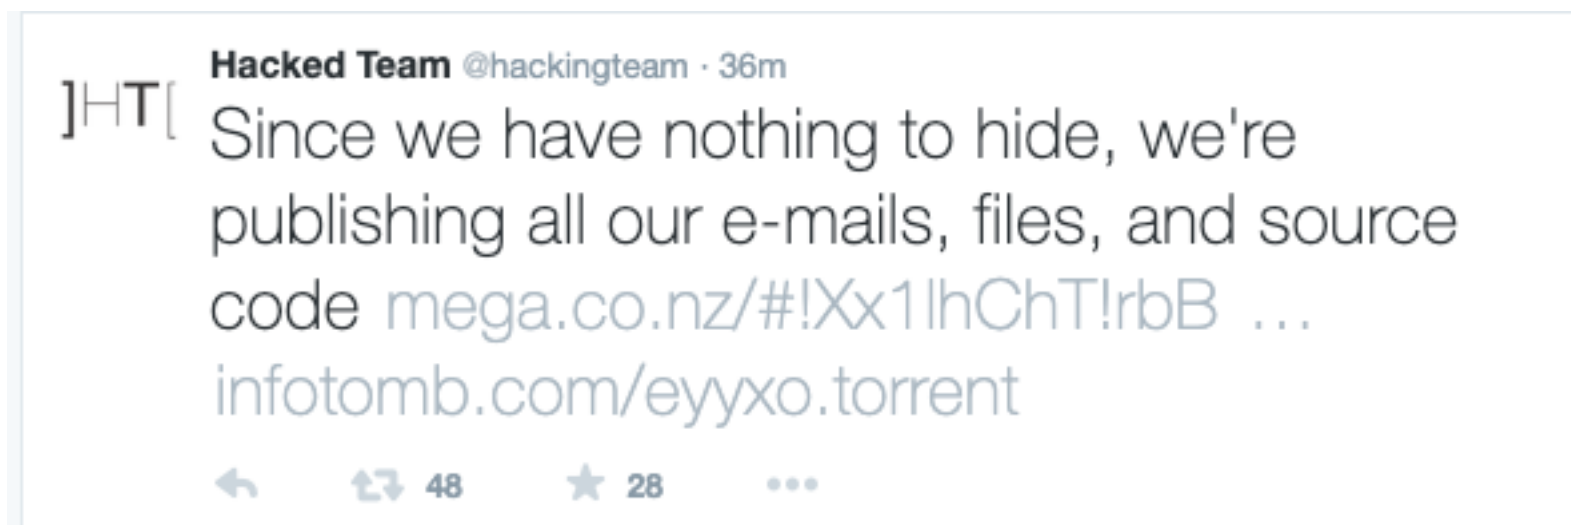 Hacked Team @hackingteam · 36m
]HT[
Since we have nothing to hide, we're
publishing all our e-mails, files, and source
code mega.co.nz/#!Xx1lhChT!rbB ...
infotomb.com/eyyxo.torrent
48 28